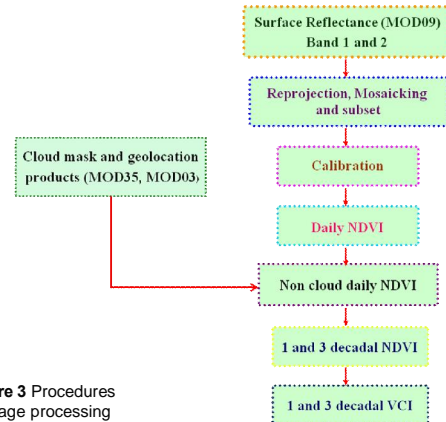 Surface Reflectance (MOD09)
Band 1 and 2
Reprojection, Mosaicking
and subset
Cloud mask and geolocation
products (MOD35, MOD03)
Calibration
Daily NDVI
Non cloud daily NDVI
1 and 3 decadal NDVI
1 and 3 decadal VCI
re 3 Procedures
age processing